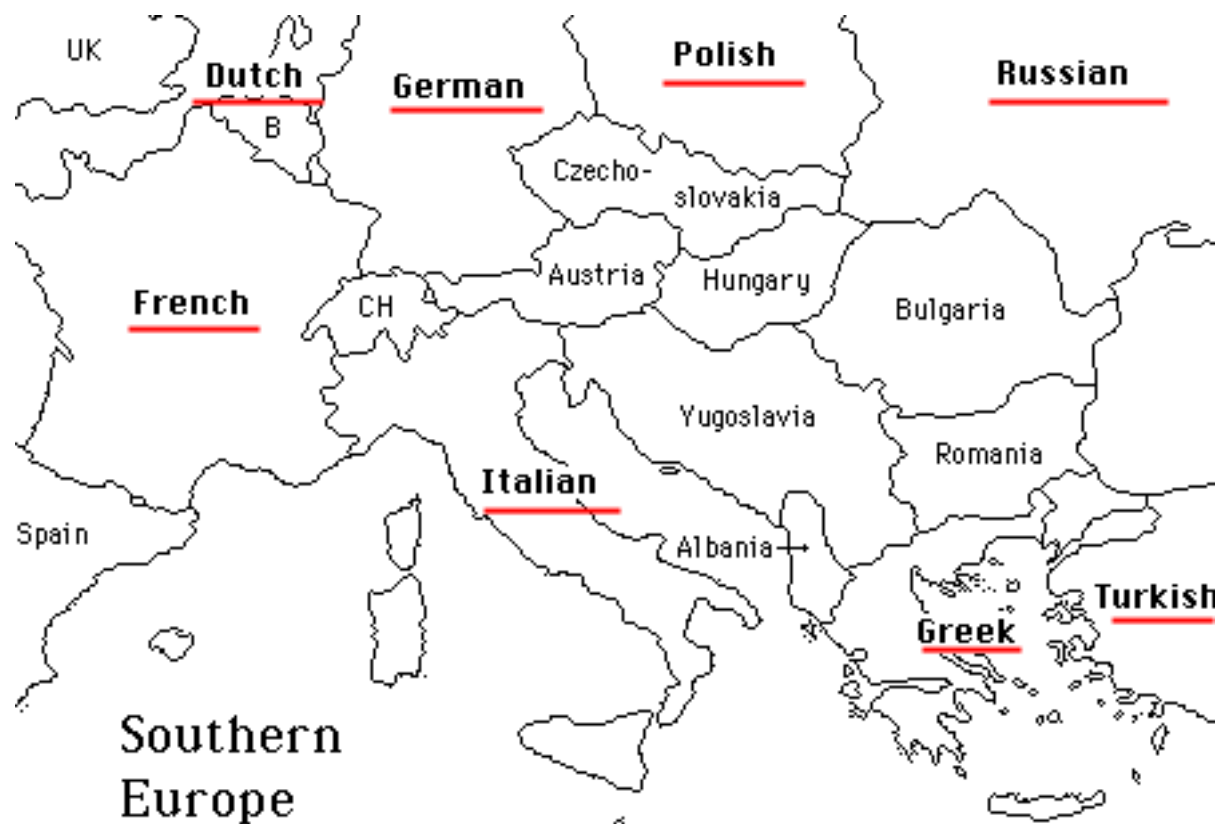 UK
Dutch
German
Polish
Russian
B
Czecho-
slovakia
Austria
Hungary
CH
French
Bulgaria
Yugoslavia
Romania
Italian
Spain
Albania
Turkish
Greek
Southern
Europe